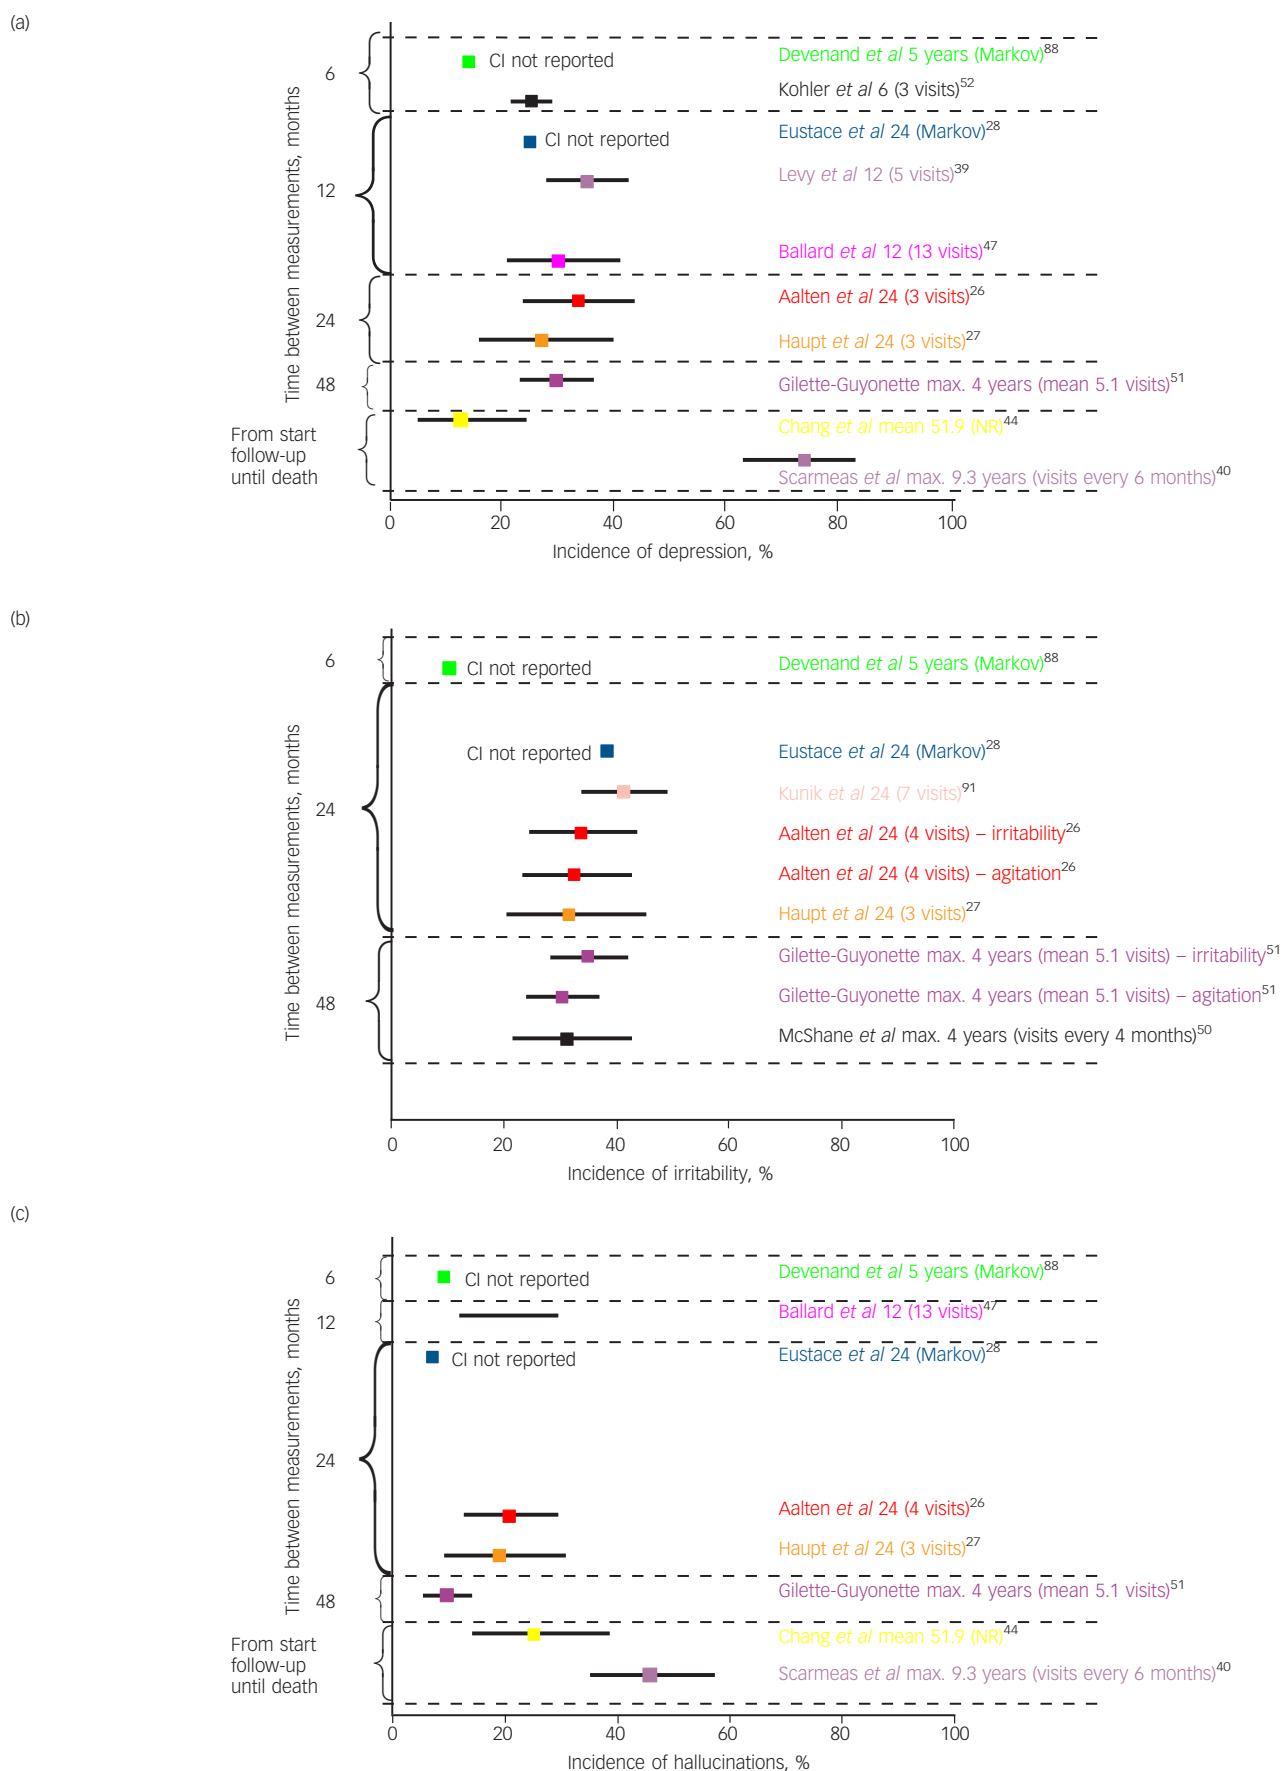 (a)
Time between measurements, months
6
CI not reported
Devenand et al 5 years (Markov)88
Kohler et al 6 (3 visits)52
12
CI not reported
Eustace et al 24 (Markov)28
Levy et al 12 (5 visits)39
Ballard et al 12 (13 visits)47
24
Aalten et al 24 (3 visits)26
Haupt et al 24 (3 visits)27
48
Gilette-Guyonette max. 4 years (mean 5.1 visits)51
From start
follow-up
until death
Chang et al mean 51.9 (NR)44
Scarmeas et al max. 9.3 years (visits every 6 months)40
0 20 40 60 80 100
Incidence of depression, %
(b)
Time between measurements, months
6
CI not reported
Devenand et al 5 years (Markov)88
24
CI not reported
Eustace et al 24 (Markov)28
Kunik et al 24 (7 visits)91
Aalten et al 24 (4 visits) – irritability26
Aalten et al 24 (4 visits) – agitation26
Haupt et al 24 (3 visits)27
48
Gilette-Guyonette max. 4 years (mean 5.1 visits) – irritability51
Gilette-Guyonette max. 4 years (mean 5.1 visits) – agitation51
McShane et al max. 4 years (visits every 4 months)50
0 20 40 60 80 100
Incidence of irritability, %
(c)
Time between measurements, months
6
CI not reported
Devenand et al 5 years (Markov)88
12
Ballard et al 12 (13 visits)47
24
CI not reported
Eustace et al 24 (Markov)28
Aalten et al 24 (4 visits)26
Haupt et al 24 (3 visits)27
48
Gilette-Guyonette max. 4 years (mean 5.1 visits)51
From start
follow-up
until death
Chang et al mean 51.9 (NR)44
Scarmeas et al max. 9.3 years (visits every 6 months)40
0 20 40 60 80 100
Incidence of hallucinations, %